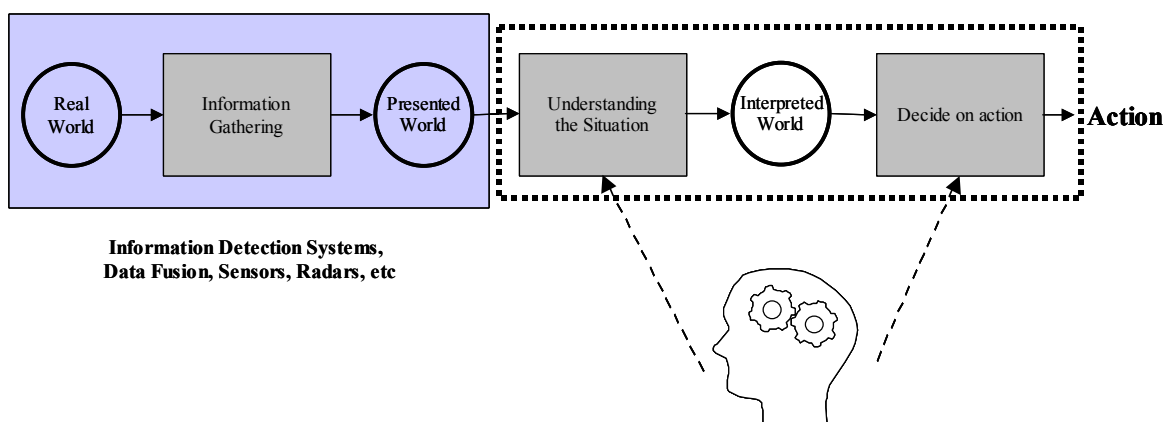 Real
World
Information
Gathering
Presented
World
Understanding
the Situation
Interpreted
World
Decide on action
Action
Information Detection Systems,
Data Fusion, Sensors, Radars, etc